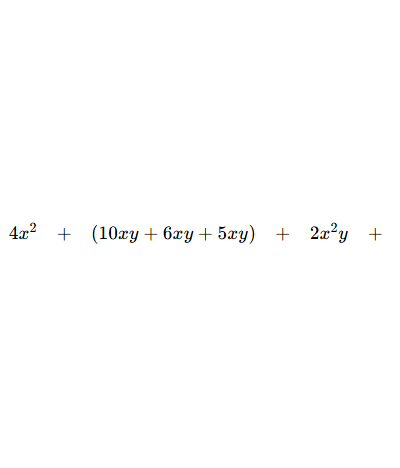 4x² + (10xy + 6xy + 5xy) + 2x²y +